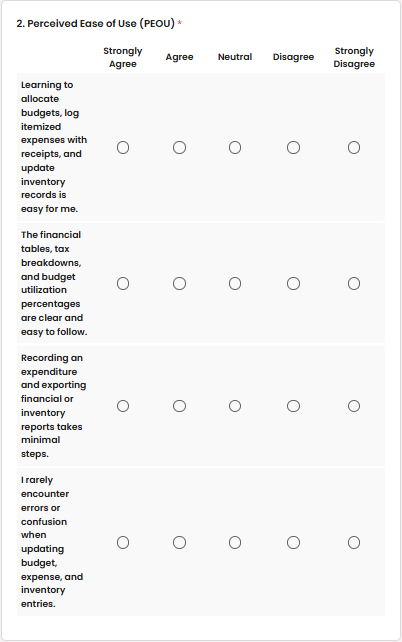 2. Perceived Ease of Use (PEOU) *
Strongly
Agree
Agree
Neutral
Disagree
Strongly
Disagree
Learning to
allocate
budgets, log
itemized
expenses with
receipts, and
update
inventory
records is
easy for me.
The financial
tables, tax
breakdowns,
and budget
utilization
percentages
are clear and
easy to follow.
Recording an
expenditure
and exporting
financial or
inventory
reports takes
minimal
steps.
I rarely
encounter
errors or
confusion
when
updating
budget,
expense, and
inventory
entries.